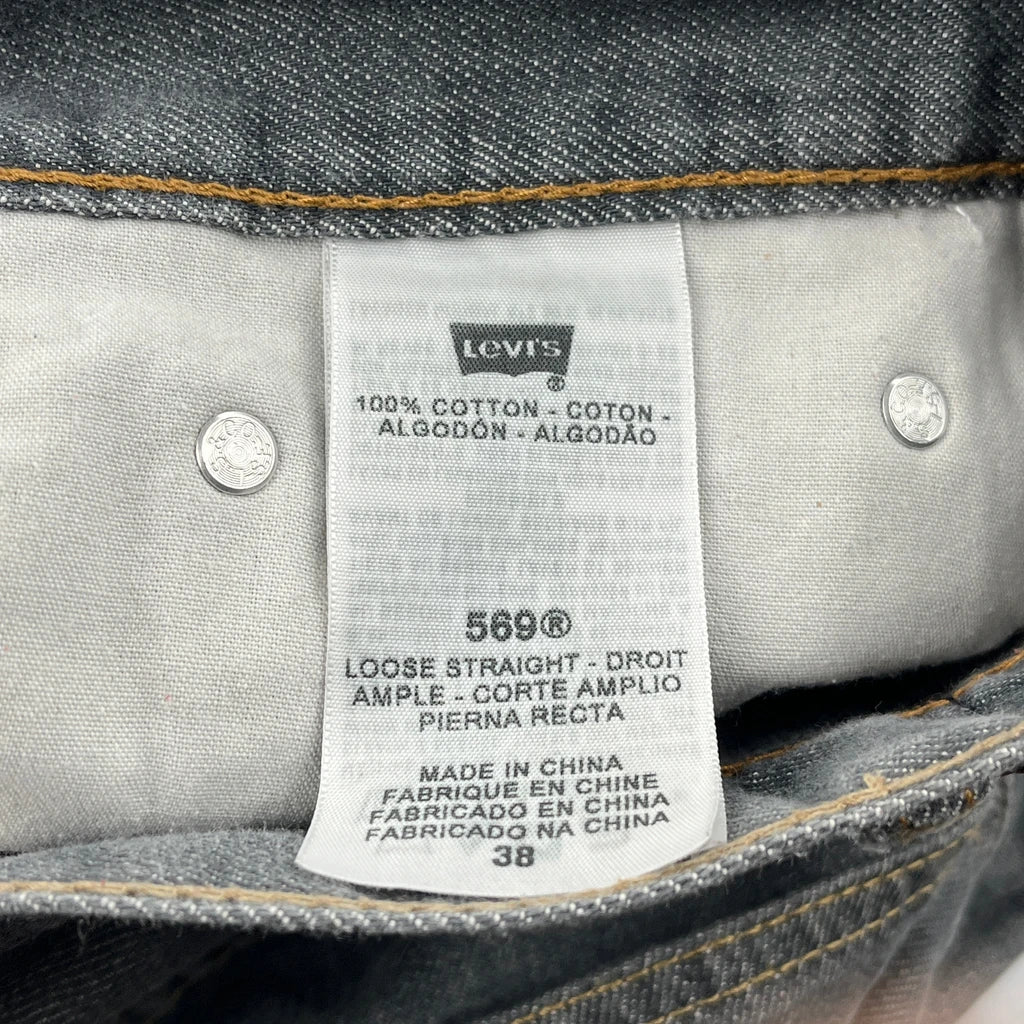 LEVI'S
®
100% COTTON - COTON -
ALGODÓN - ALGODÃO
569®
LOOSE STRAIGHT - DROIT
AMPLE - CORTE AMPLIO
PIERNA RECTA
MADE IN CHINA
FABRIQUE EN CHINE
FABRICADO EN CHINA
FABRICADO NA CHINA
38